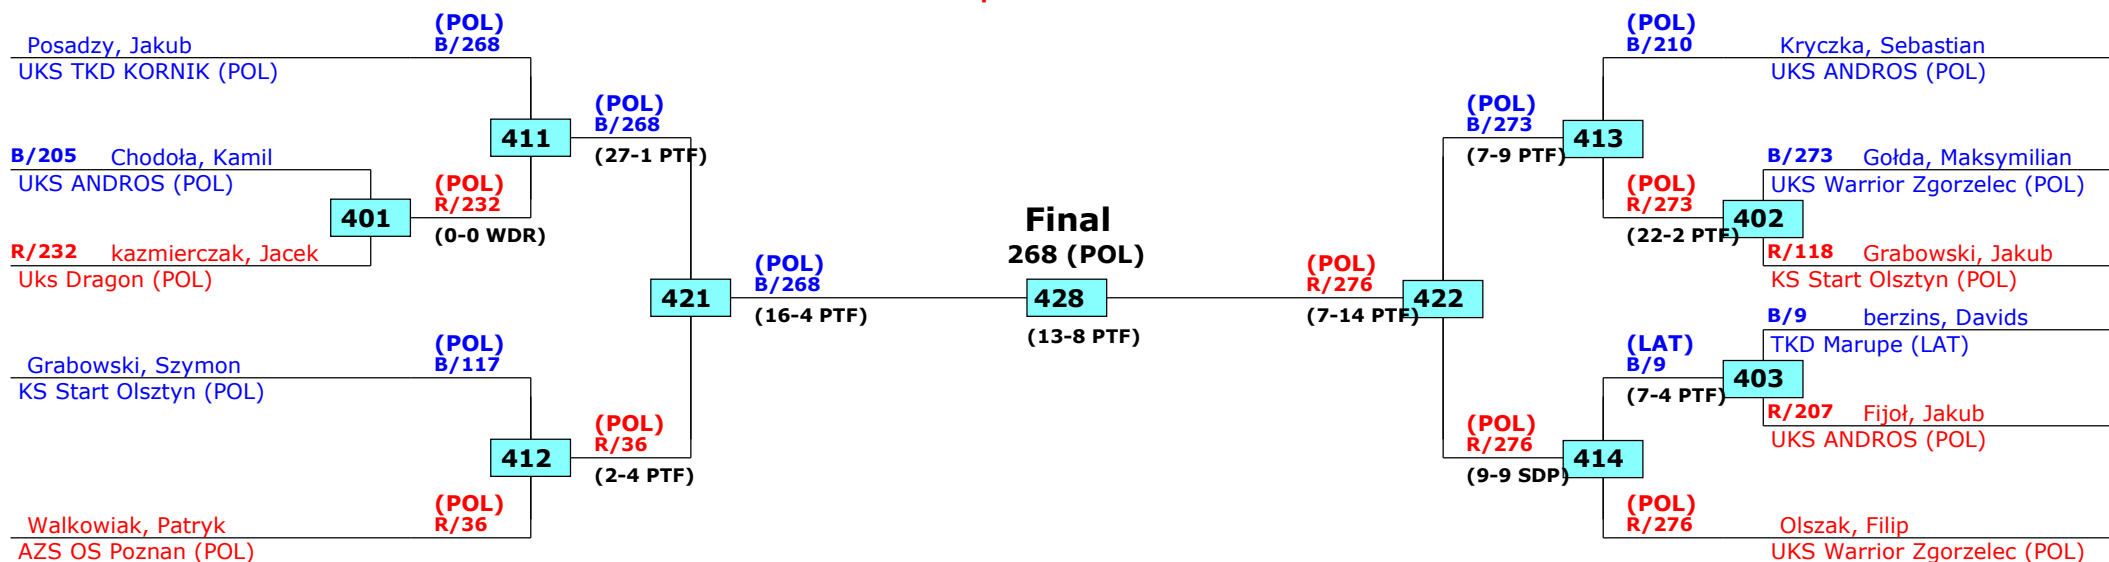 (POL)
B/268
Posadzy, Jakub
UKS TKD KORNIK (POL)
411
(POL)
B/268
(27-1 PTF)
B/205 Chodoła, Kamil
UKS ANDROS (POL)
401
(POL)
R/232
(0-0 WDR)
R/232 kazmierczak, Jacek
Uks Dragon (POL)
421
(POL)
B/268
(16-4 PTF)
(POL)
B/117
Grabowski, Szymon
KS Start Olsztyn (POL)
412
(POL)
R/36
(2-4 PTF)
(POL)
R/36
Walkowiak, Patryk
AZS OS Poznan (POL)
Final
268 (POL)
428
(13-8 PTF)
(POL)
R/276
(7-14 PTF)
422
(POL)
B/273
(7-9 PTF)
413
(POL)
B/210
Kryczka, Sebastian
UKS ANDROS (POL)
B/273 Gołda, Maksymilian
UKS Warrior Zgorzelec (POL)
(POL)
R/273
(22-2 PTF)
402
R/118 Grabowski, Jakub
KS Start Olsztyn (POL)
B/9 berzins, Davids
TKD Marupe (LAT)
(LAT)
B/9
(7-4 PTF)
403
R/207 Fijoł, Jakub
UKS ANDROS (POL)
(POL)
R/276
(9-9 SDP)
414
(POL)
R/276
Olszak, Filip
UKS Warrior Zgorzelec (POL)